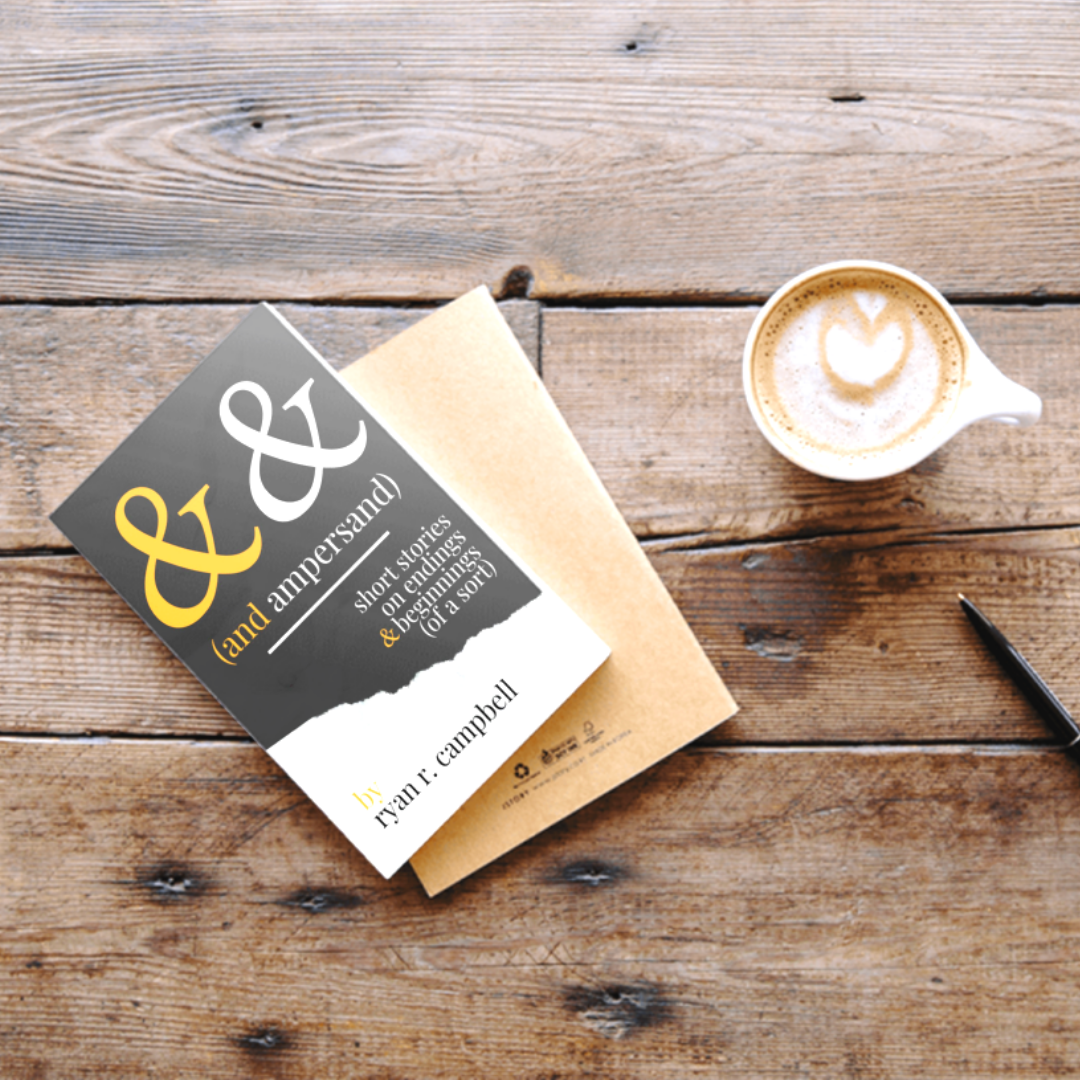 & &
(and ampersand)
short stories
on endings
& beginnings
(of a sort)
by
ryan r. campbell